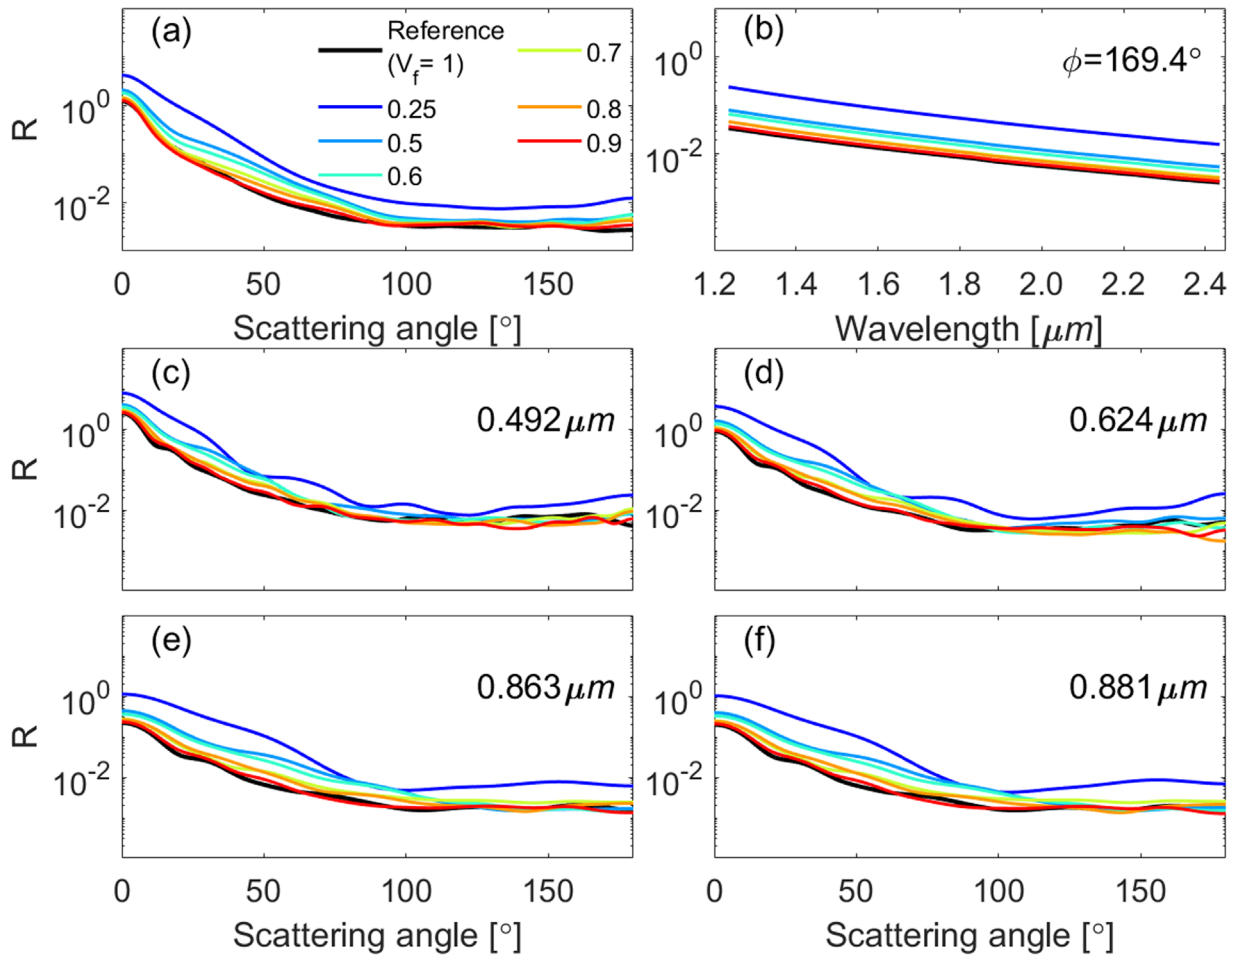 (a)
Reference
(V_f= 1)
0.25
0.5
0.6
0.7
0.8
0.9
R
10^0
10^-2
0 50 100 150
Scattering angle [°]
(b)
ϕ=169.4°
10^0
10^-2
1.2 1.4 1.6 1.8 2.0 2.2 2.4
Wavelength [μm]
(c)
0.492μm
R
10^0
10^-2
(d)
0.624μm
10^0
10^-2
(e)
0.863μm
R
10^0
10^-2
0 50 100 150
Scattering angle [°]
(f)
0.881μm
10^0
10^-2
0 50 100 150
Scattering angle [°]